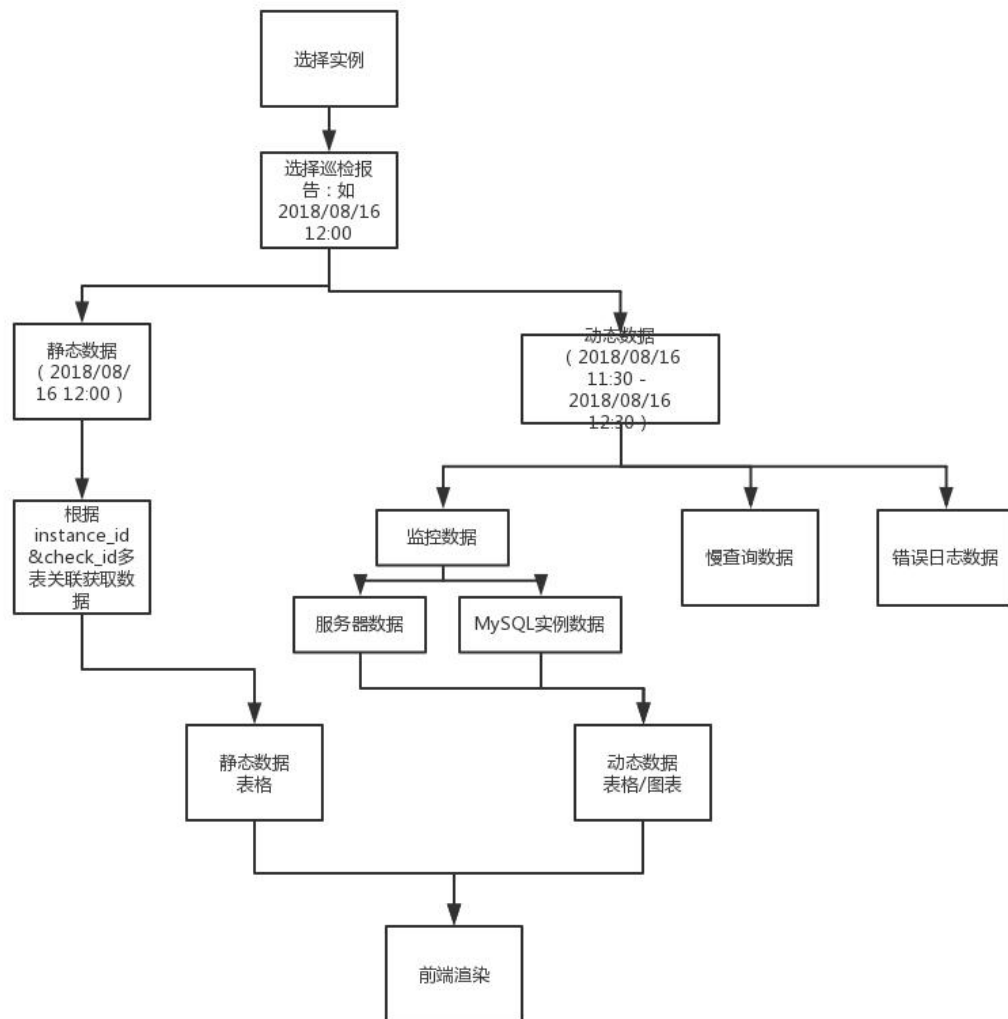 选择实例
选择巡检报
告：如
2018/08/16
12:00
静态数据
（2018/08/
16 12:00）
动态数据
（2018/08/16
11:30 -
2018/08/16
12:30）
根据
instance_id
&check_id多
表关联获取数
据
监控数据
慢查询数据
错误日志数据
服务器数据
MySQL实例数据
静态数据
表格
动态数据
表格/图表
前端渲染